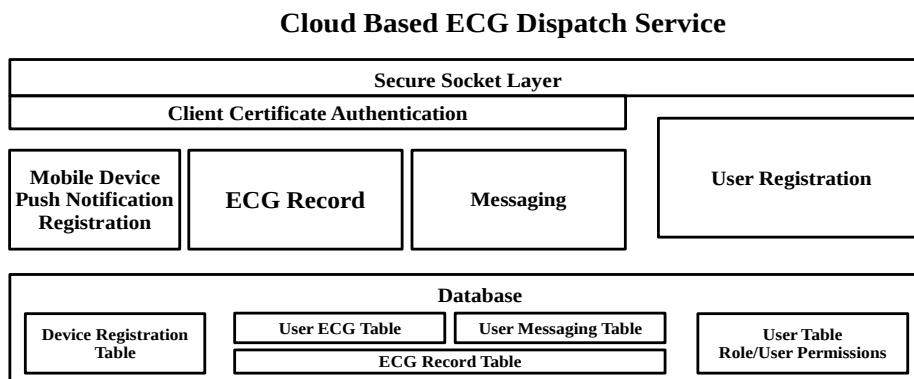 Cloud Based ECG Dispatch Service
Secure Socket Layer
Client Certificate Authentication
Mobile Device
Push Notification
Registration
ECG Record
Messaging
User Registration
Database
Device Registration
Table
User ECG Table
User Messaging Table
ECG Record Table
User Table
Role/User Permissions